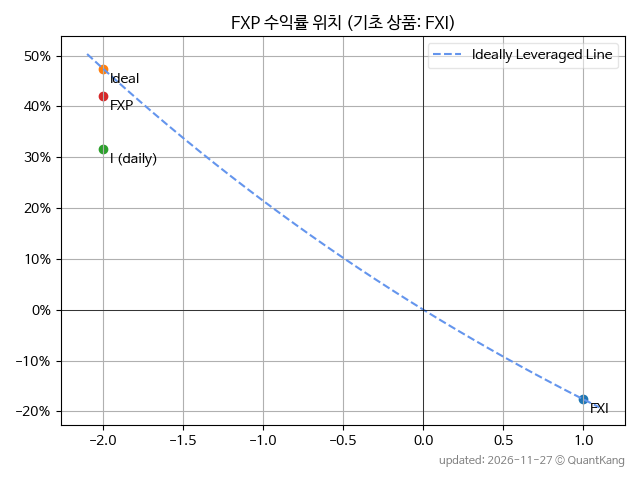 FXP 수익률 위치 (기초 상품: FXI)
Ideally Leveraged Line
50%
40%
30%
20%
10%
0%
-10%
-20%
Ideal
FXP
I (daily)
FXI
-2.0 -1.5 -1.0 -0.5 0.0 0.5 1.0
updated: 2026-11-27 © QuantKang